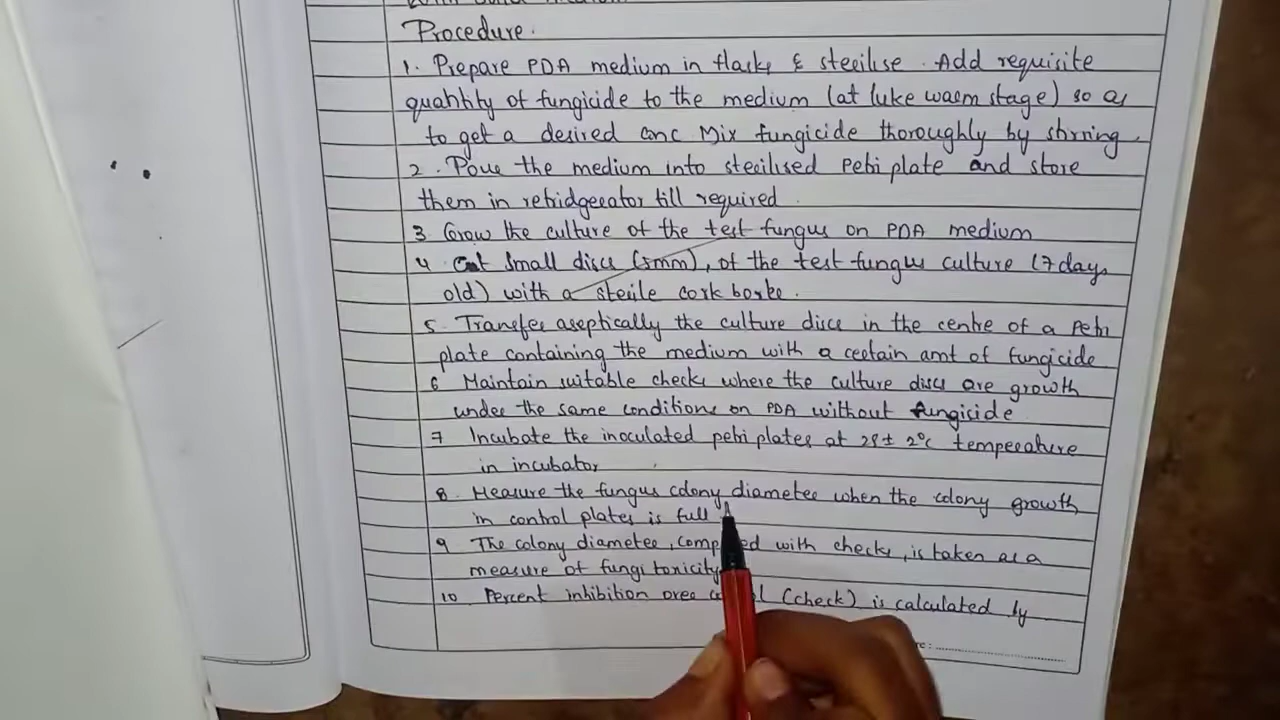 Procedure.
1. Prepare PDA medium in flasks & sterilise. Add requisite
quantity of fungicide to the medium (at luke warm stage) so as
to get a desired conc Mix fungicide thoroughly by stirring.
2. Pour the medium into sterilised petri plate and store
them in refridgerator till required.
3 Grow the culture of the test fungus on PDA medium
4 Cut small discs (5mm), of the test fungus culture (7 days
old) with a sterile cork borke.
5. Transfer aseptically the culture discs in the centre of a petri
plate containing the medium with a certain amt of fungicide
6 Maintain suitable checks where the culture discs are growth
under the same conditions on PDA without fungicide
7 Incubate the inoculated petri plates at 28± 2°c temperature
in incubator
8. Measure the fungus colony diameter when the colony growth
in control plates is full
9 The colony diameter, with checks, is taken as a
measure of fungi toxicity
10 Percent inhibition over (check) is calculated by